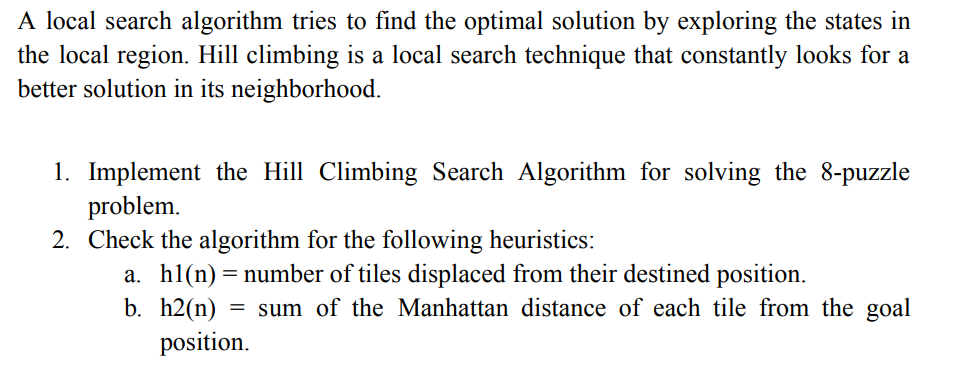 A local search algorithm tries to find the optimal solution by exploring the states in
the local region. Hill climbing is a local search technique that constantly looks for a
better solution in its neighborhood.
1. Implement the Hill Climbing Search Algorithm for solving the 8-puzzle
problem.
2. Check the algorithm for the following heuristics:
a. h1(n) = number of tiles displaced from their destined position.
b. h2(n) = sum of the Manhattan distance of each tile from the goal
position.